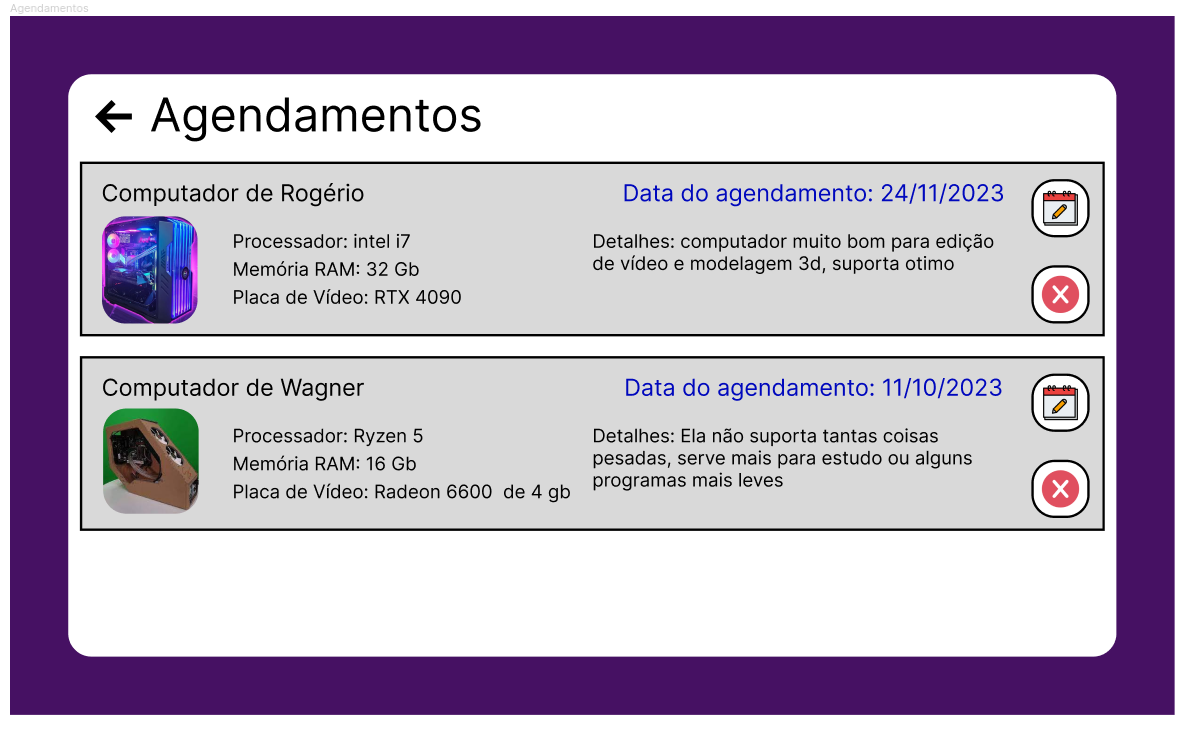 Agendamentos
Agendamentos
Computador de Rogério
Data do agendamento: 24/11/2023
Processador: intel i7
Memória RAM: 32 Gb
Placa de Vídeo: RTX 4090
Detalhes: computador muito bom para edição
de vídeo e modelagem 3d, suporta otimo
Computador de Wagner
Data do agendamento: 11/10/2023
Processador: Ryzen 5
Memória RAM: 16 Gb
Placa de Vídeo: Radeon 6600  de 4 gb
Detalhes: Ela não suporta tantas coisas
pesadas, serve mais para estudo ou alguns
programas mais leves